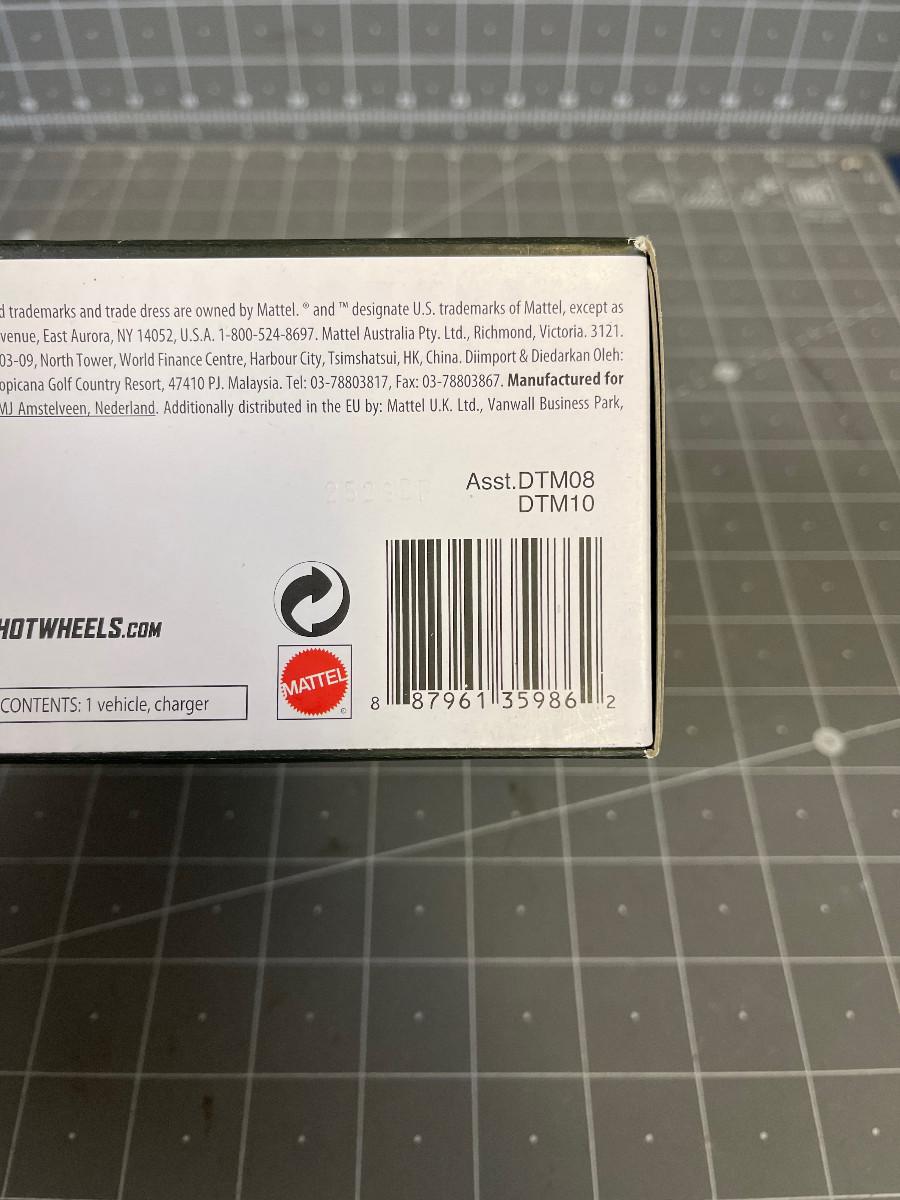 d trademarks and trade dress are owned by Mattel. ® and ™ designate U.S. trademarks of Mattel, except as
venue, East Aurora, NY 14052, U.S.A. 1-800-524-8697. Mattel Australia Pty. Ltd., Richmond, Victoria. 3121.
03-09, North Tower, World Finance Centre, Harbour City, Tsimshatsui, HK, China. Diimport & Diedarkan Oleh:
opicana Golf Country Resort, 47410 PJ. Malaysia. Tel: 03-78803817, Fax: 03-78803867. Manufactured for
MJ Amstelveen, Nederland. Additionally distributed in the EU by: Mattel U.K. Ltd., Vanwall Business Park,
Asst.DTM08
DTM10
HOTWHEELS.COM
MATTEL
©
CONTENTS: 1 vehicle, charger
8 87961 35986 2